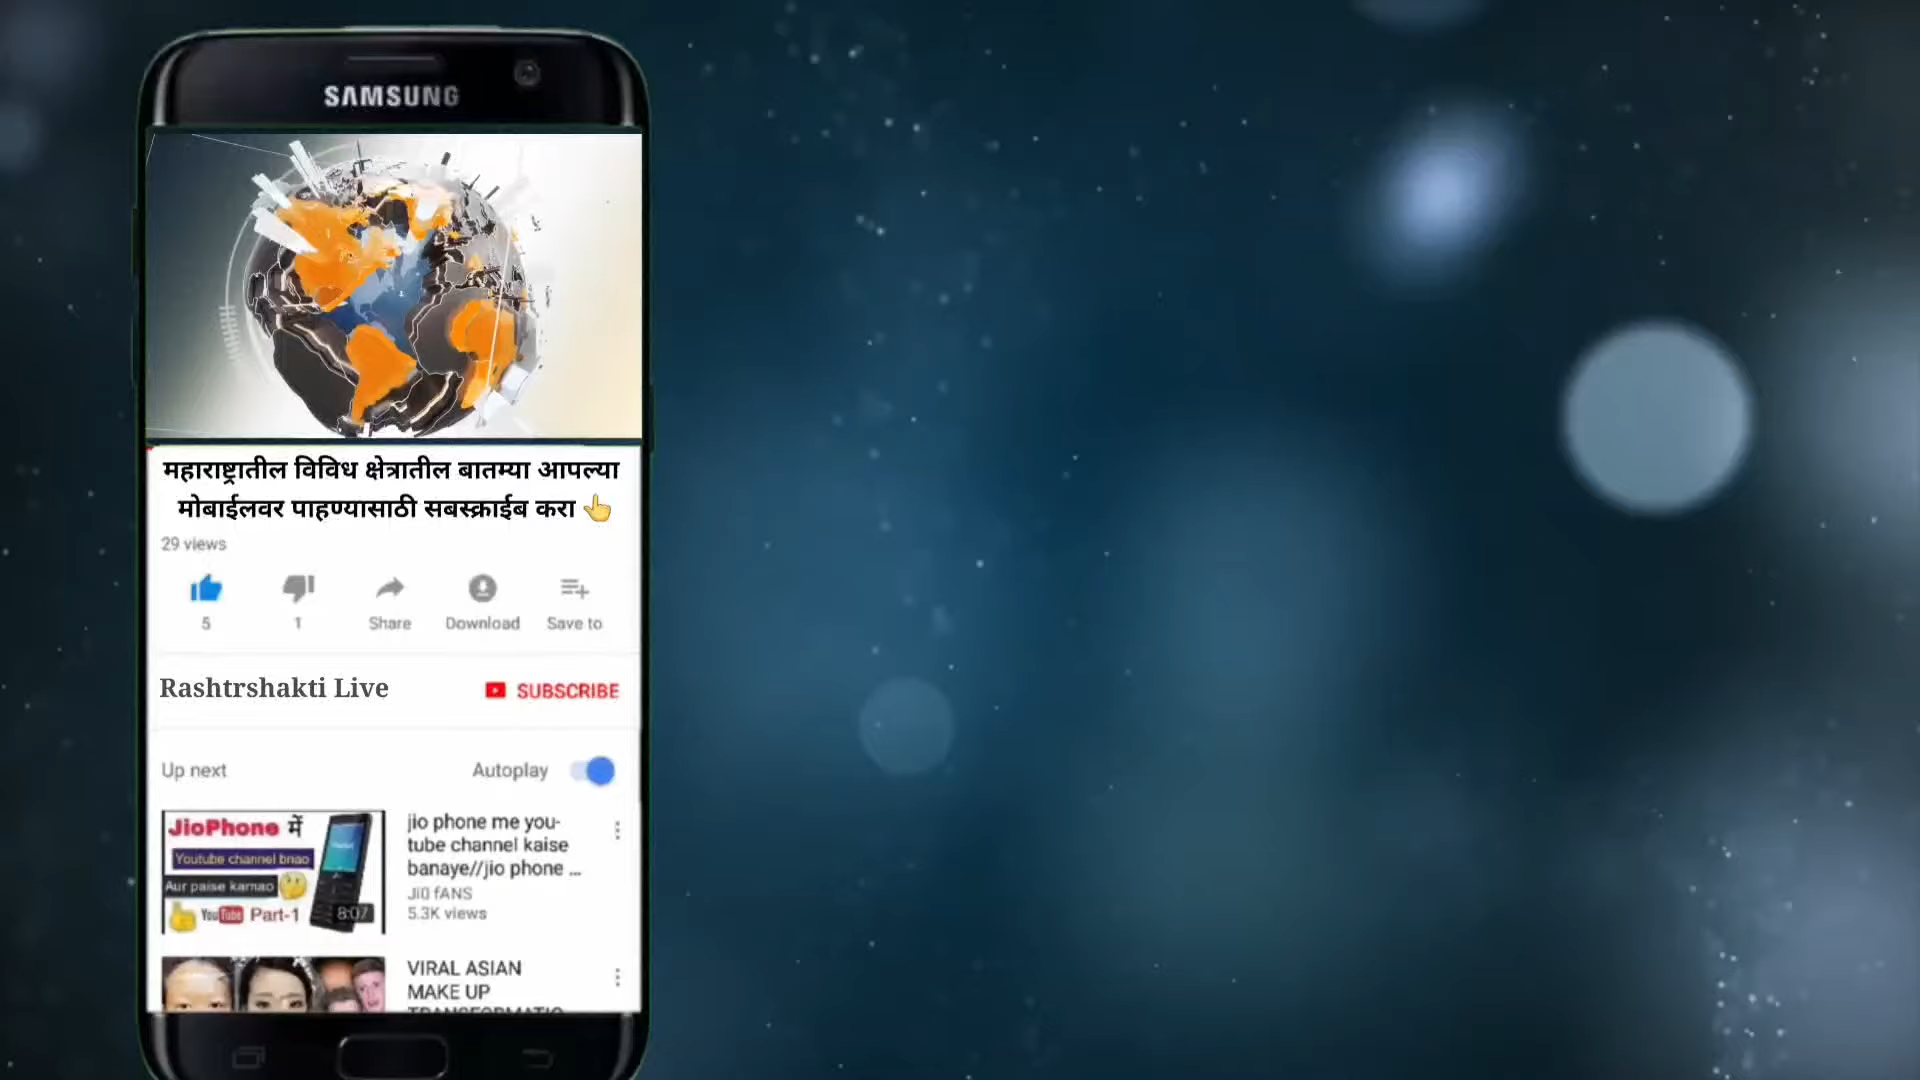 SAMSUNG
महाराष्ट्रातील विविध क्षेत्रातील बातम्या आपल्या
मोबाईलवर पाहण्यासाठी सबस्क्राईब करा 👆
29 views
5
1
Share
Download
Save to
Rashtrshakti Live
SUBSCRIBE
Up next
Autoplay
JioPhone में
Youtube channel bnao
Aur paise kamao
YouTube Part-1
8:07
jio phone me you-
tube channel kaise
banaye//jio phone ...
JiO fANS
5.3K views
VIRAL ASIAN
MAKE UP